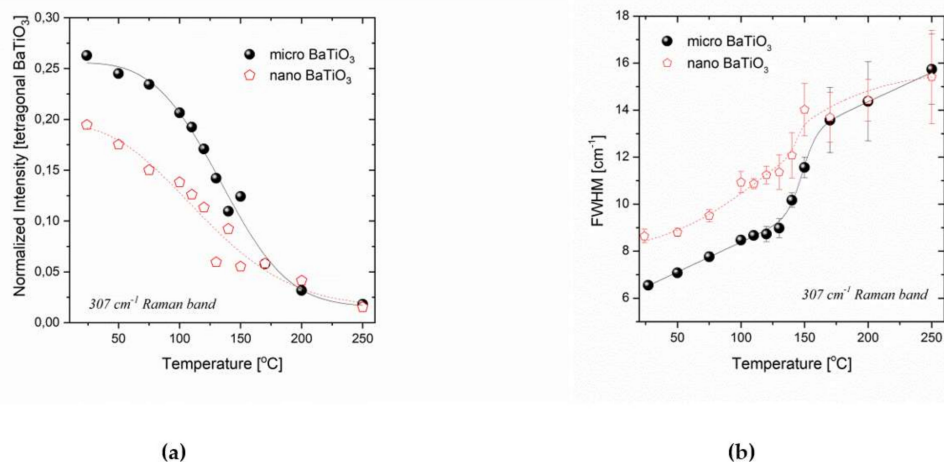 0,30
0,25
0,20
0,15
0,10
0,05
0,00
Normalized Intensity [tetragonal BaTiO3]
micro BaTiO3
nano BaTiO3
307 cm-1 Raman band
50 100 150 200 250
Temperature [oC]
(a)
18
16
14
12
10
8
6
FWHM [cm-1]
micro BaTiO3
nano BaTiO3
307 cm-1 Raman band
50 100 150 200 250
Temperature [oC]
(b)